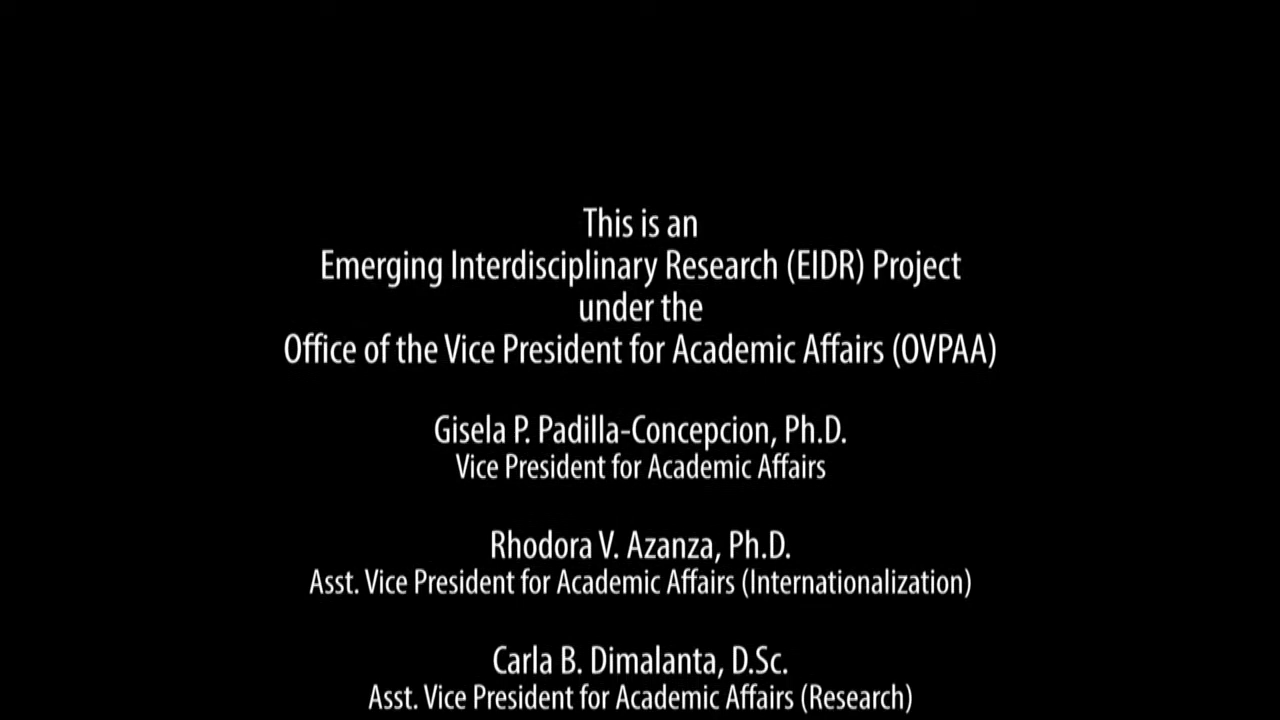 This is an
Emerging Interdisciplinary Research (EIDR) Project
under the
Office of the Vice President for Academic Affairs (OVPAA)
Gisela P. Padilla-Concepcion, Ph.D.
Vice President for Academic Affairs
Rhodora V. Azanza, Ph.D.
Asst. Vice President for Academic Affairs (Internationalization)
Carla B. Dimalanta, D.Sc.
Asst. Vice President for Academic Affairs (Research)